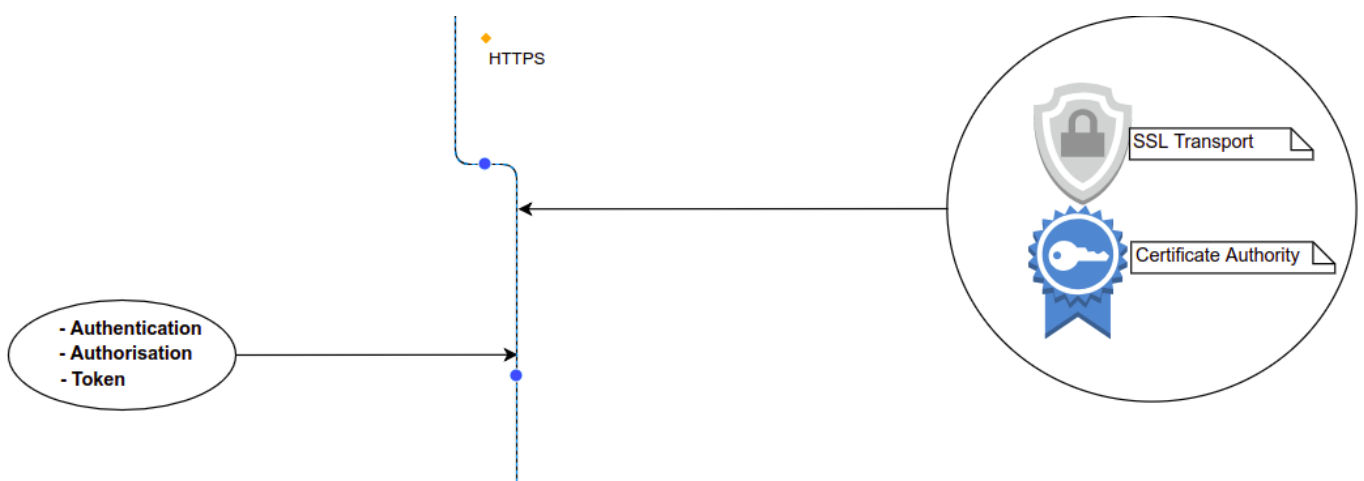 HTTPS
SSL Transport
Certificate Authority
- Authentication
- Authorisation
- Token